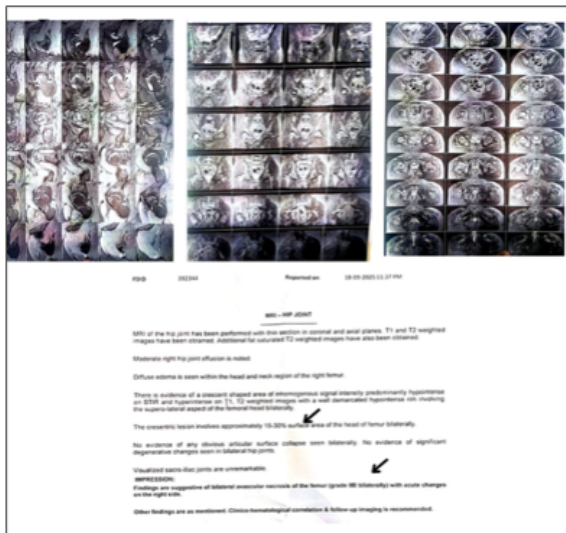 392344 Reported on 18-09-2025 11:37 PM
MRI – HIP JOINT
MRI of the hip joint has been performed with thin section in coronal and axial planes. T1 and T2 weighted
images have been obtained. Additional fat saturated T2 weighted images have also been obtained.
Moderate right hip joint effusion is noted.
Diffuse edema is seen within the head and neck region of the right femur.
There is evidence of a crescent shaped area of inhomogenous signal intensity predominantly hypointense
on STIR and hyperintense on T1, T2 weighted images with a well demarcated hypointense rim involving
the supero-lateral aspect of the femoral head bilaterally.
The crescentic lesion involves approximately 15-30% surface area of the head of femur bilaterally.
No evidence of any obvious articular surface collapse seen bilaterally. No evidence of significant
degenerative changes seen in bilateral hip joints.
Visualized sacro-iliac joints are unremarkable.
IMPRESSION:
Findings are suggestive of bilateral avascular necrosis of the femur (grade bilaterally) with acute changes
on the right side.
Other findings are as mentioned. Clinico-hematological correlation & follow up imaging is recommended.